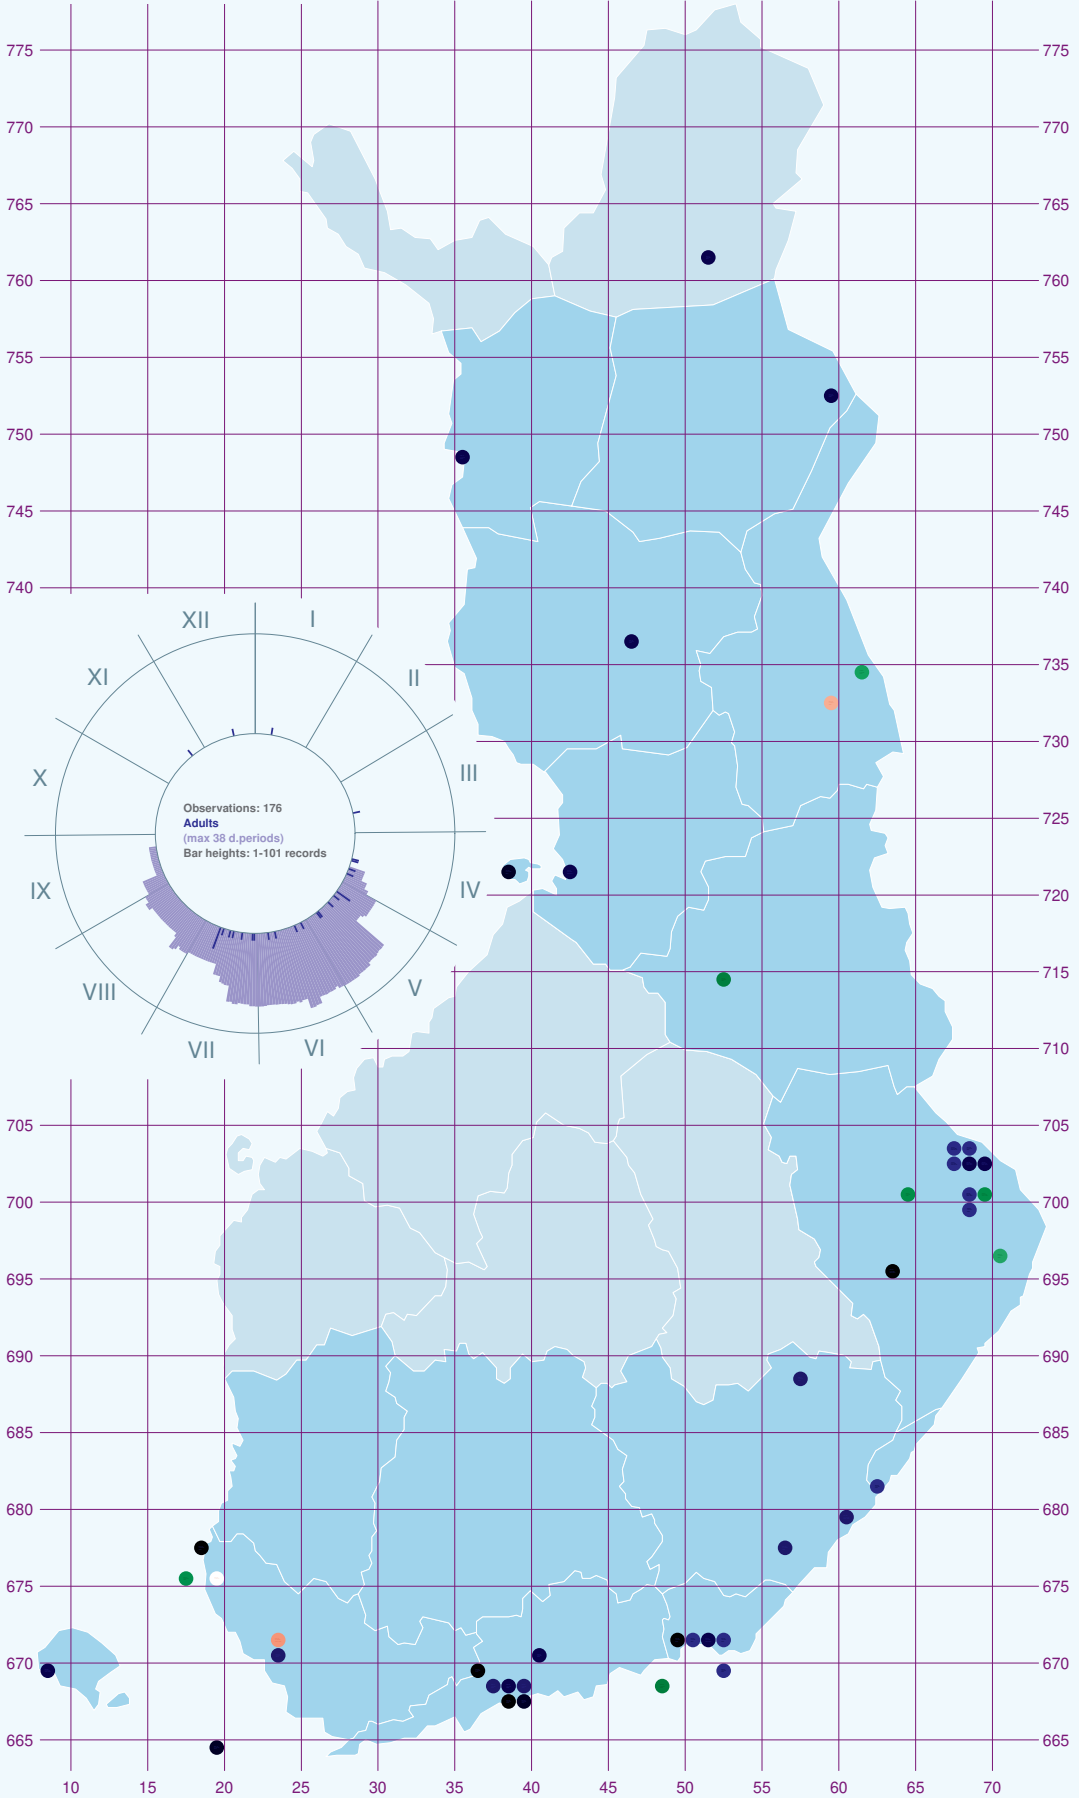 775 775
770 770
765 765
760 760
755 755
750 750
745 745
740 740
XII I
XI II
735
730
X III
Observations: 176
Adults
(max 38 d.periods)
Bar heights: 1-101 records
725
IX IV
720
VIII V
715
VII VI
710
705 705
700 700
695 695
690 690
685 685
680 680
675 675
670 670
665 665
10 15 20 25 30 35 40 45 50 55 60 65 70